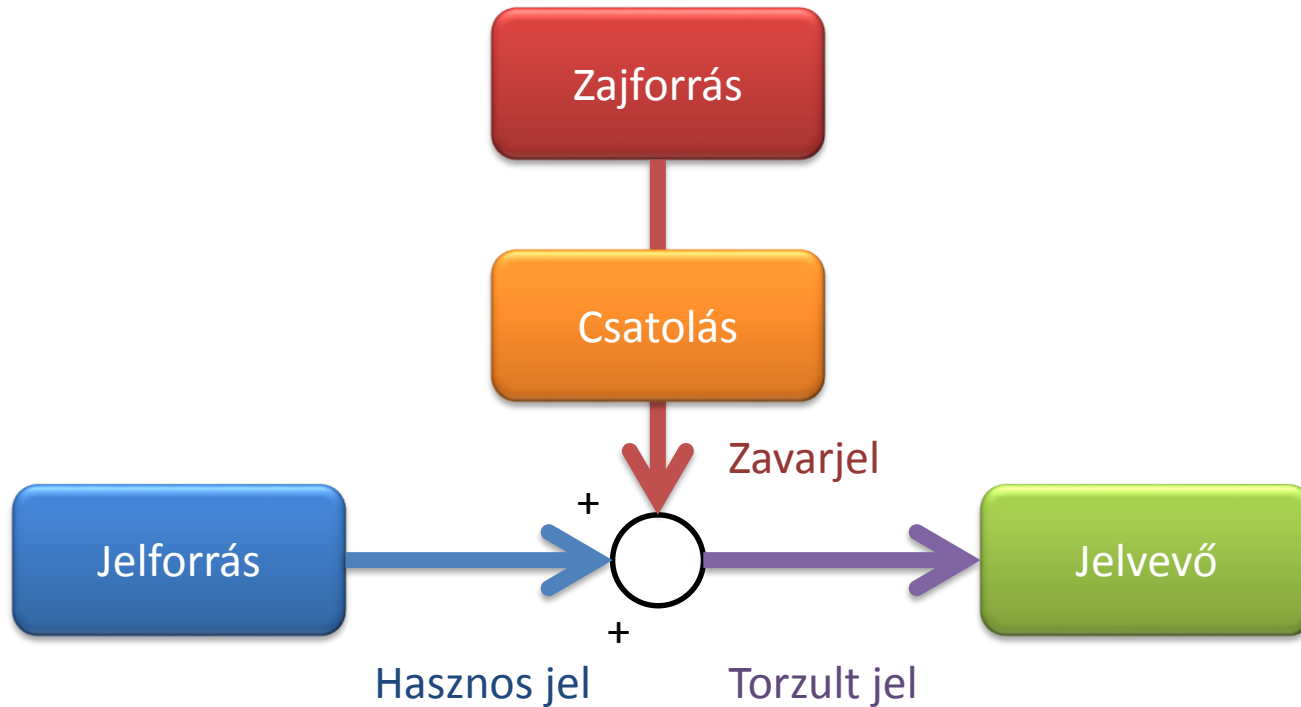 Zajforrás
Csatolás
Zavarjel
+
Jelforrás
Jelvevő
+
Hasznos jel
Torzult jel